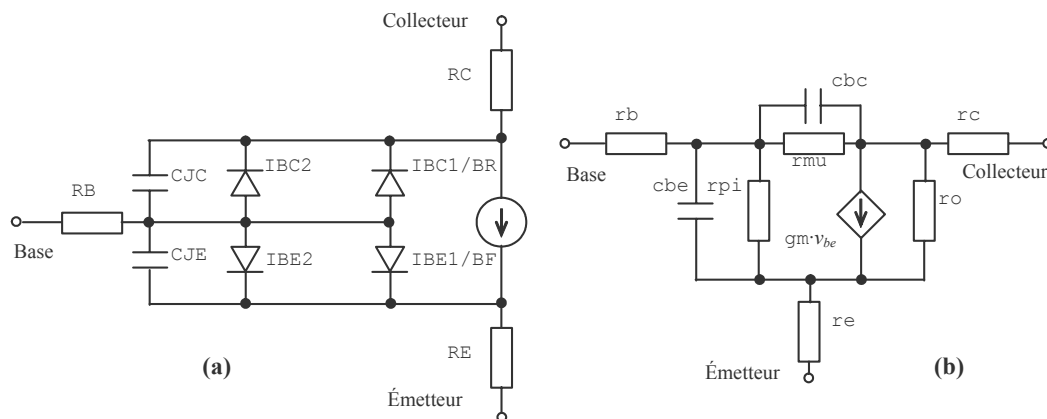 Collecteur
RC
CJC
IBC2
IBC1/BR
RB
Base
CJE
IBE2
IBE1/BF
RE
(a)
Émetteur
cbc
rb
rc
rmu
Base
Collecteur
cbe
rpi
ro
gm·vbe
re
Émetteur
(b)